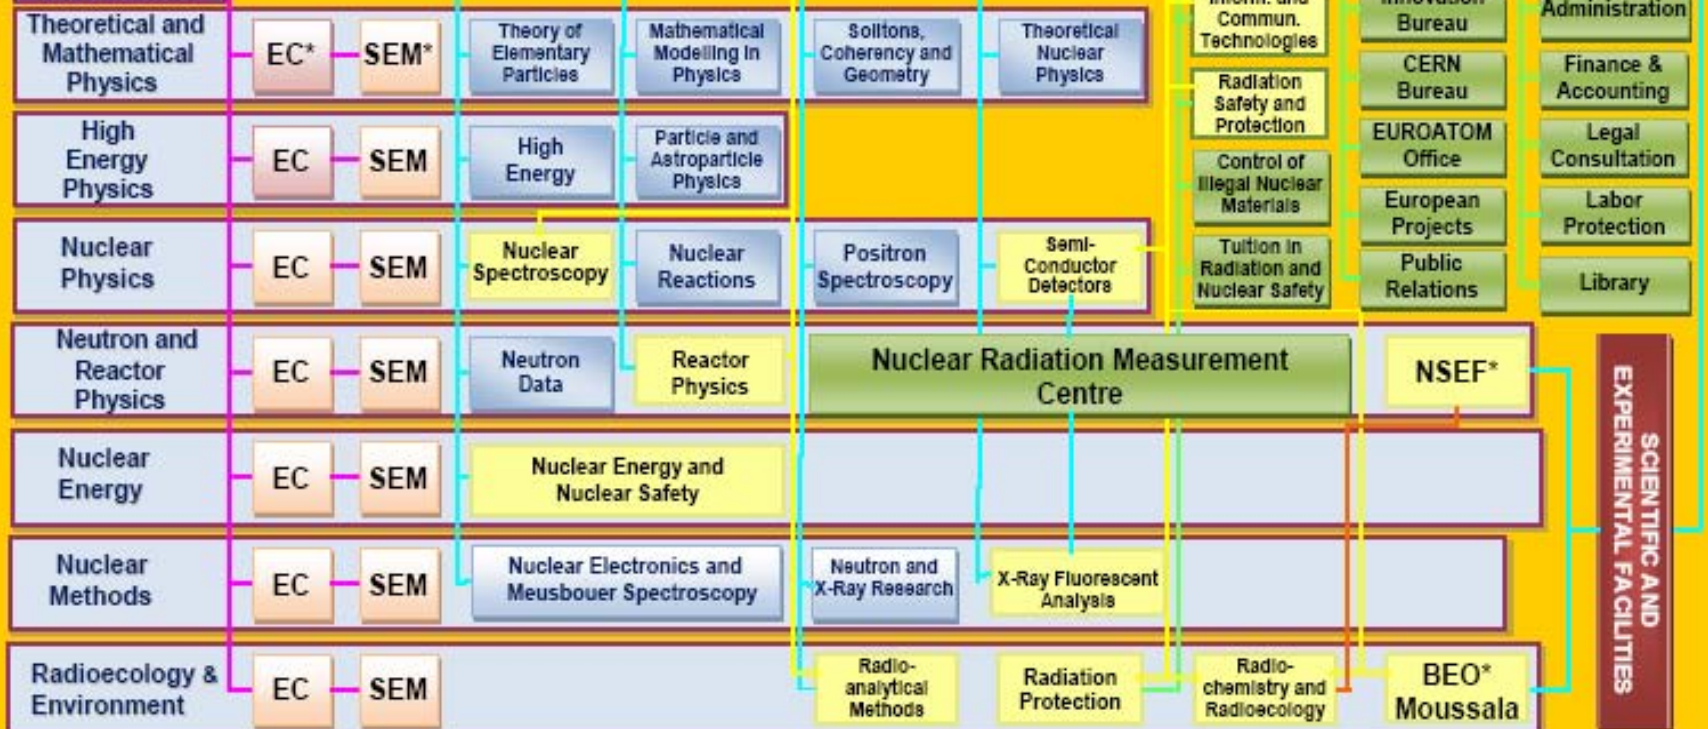 Theoretical and
Mathematical
Physics
EC*
SEM*
Theory of
Elementary
Particles
Mathematical
Modelling in
Physics
Solitons,
Coherency and
Geometry
Theoretical
Nuclear
Physics
Inform. and
Commun.
Technologies
Innovation
Bureau
Administration
Radiation
Safety and
Protection
CERN
Bureau
Finance &
Accounting
High
Energy
Physics
EC
SEM
High
Energy
Particle and
Astroparticle
Physics
Control of
Illegal Nuclear
Materials
EUROATOM
Office
Legal
Consultation
European
Projects
Labor
Protection
Nuclear
Physics
EC
SEM
Nuclear
Spectroscopy
Nuclear
Reactions
Positron
Spectroscopy
Semi-
Conductor
Detectors
Tuition in
Radiation and
Nuclear Safety
Public
Relations
Library
Neutron and
Reactor
Physics
EC
SEM
Neutron
Data
Reactor
Physics
Nuclear Radiation Measurement
Centre
NSEF*
Nuclear
Energy
EC
SEM
Nuclear Energy and
Nuclear Safety
Nuclear
Methods
EC
SEM
Nuclear Electronics and
Meusbouer Spectroscopy
Neutron and
X-Ray Research
X-Ray Fluorescent
Analysis
Radioecology &
Environment
EC
SEM
Radio-
analytical
Methods
Radiation
Protection
Radio-
chemistry and
Radioecology
BEO*
Moussala
SCIENTIFIC AND
EXPERIMENTAL FACILITIES